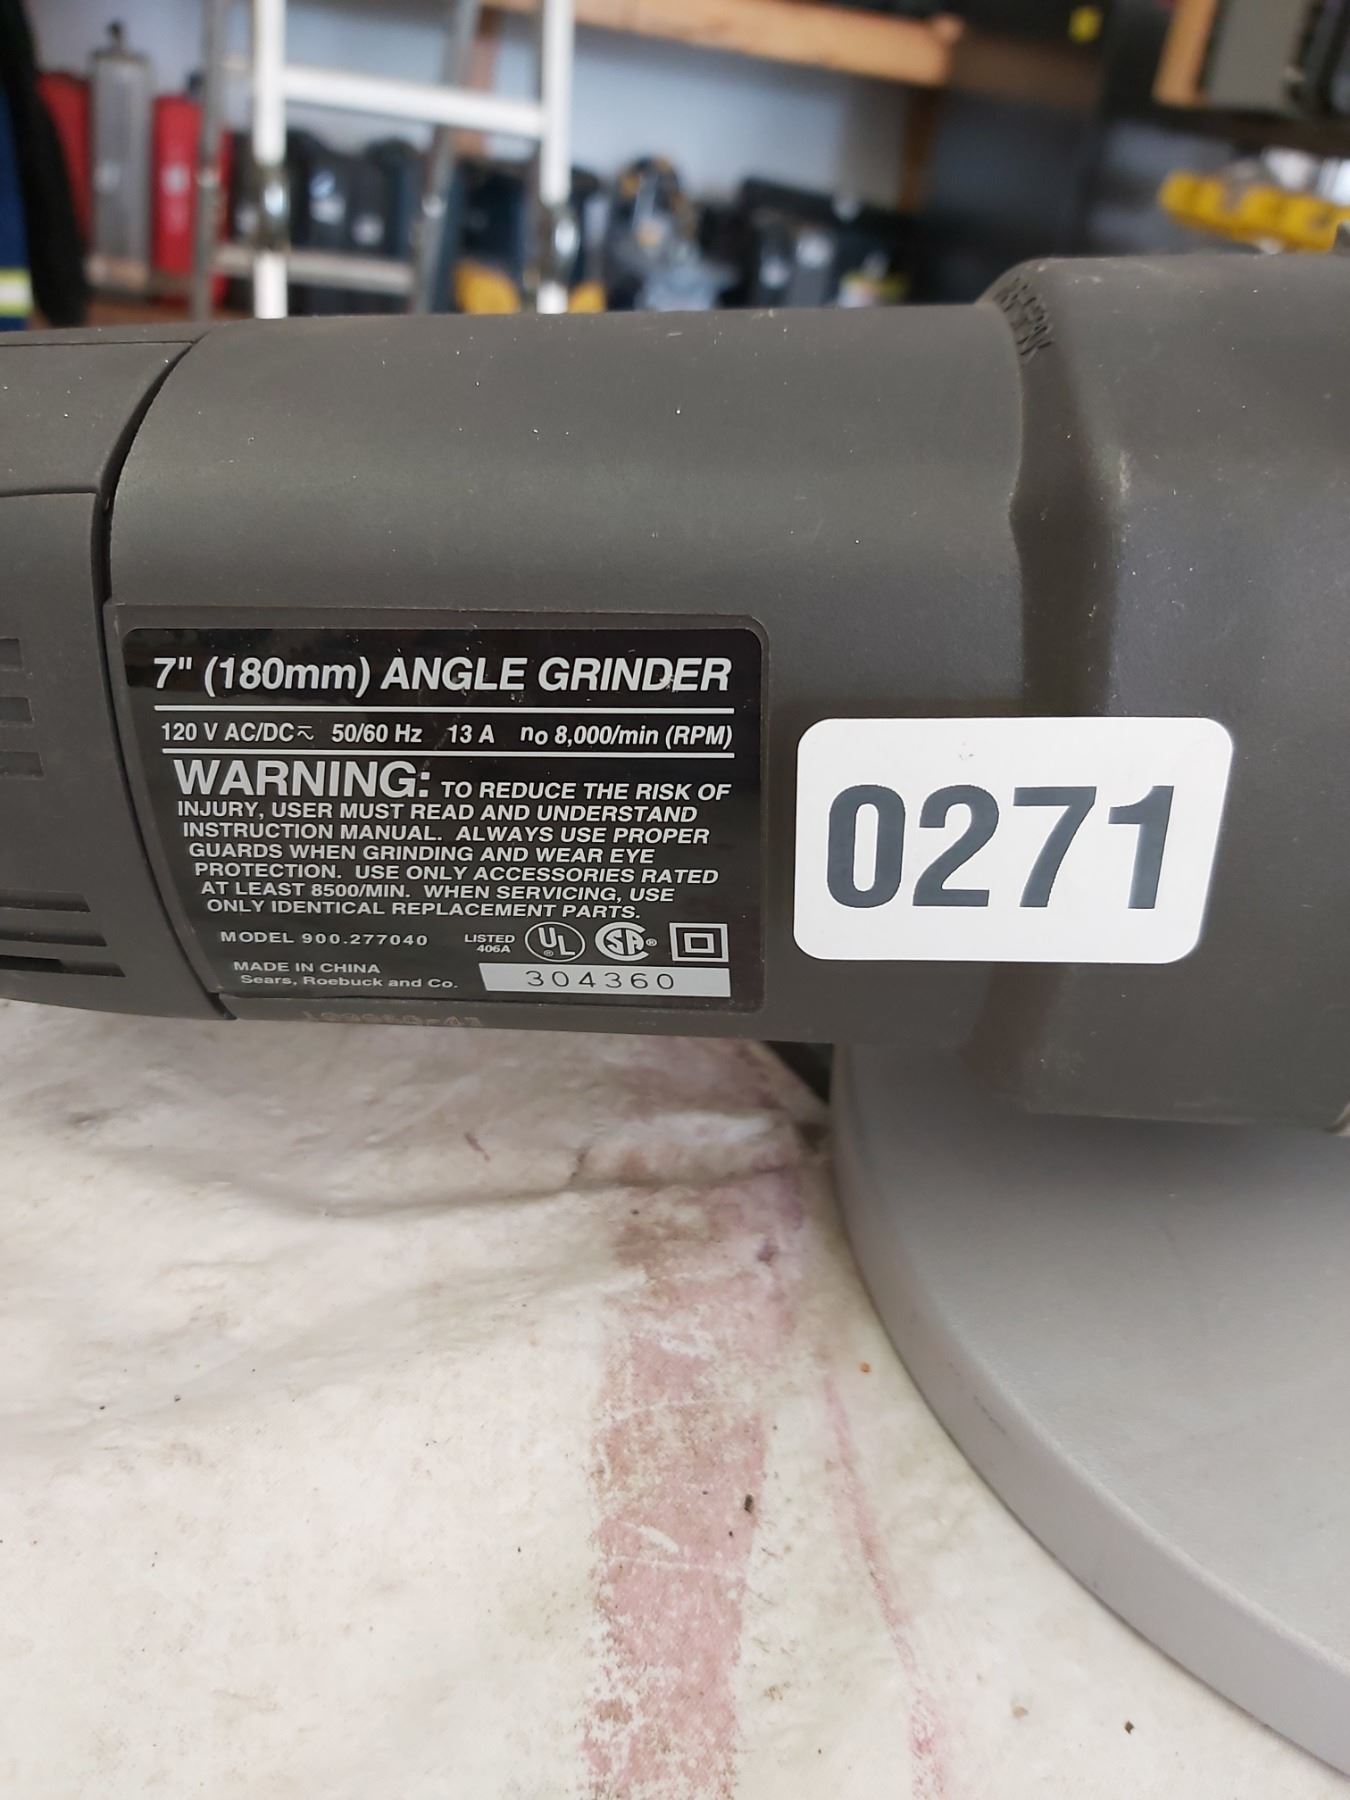 7" (180mm) ANGLE GRINDER
120 V AC/DC⎓ 50/60 Hz 13 A no 8,000/min (RPM)
WARNING: TO REDUCE THE RISK OF
INJURY, USER MUST READ AND UNDERSTAND
INSTRUCTION MANUAL. ALWAYS USE PROPER
GUARDS WHEN GRINDING AND WEAR EYE
PROTECTION. USE ONLY ACCESSORIES RATED
AT LEAST 8500/MIN. WHEN SERVICING, USE
ONLY IDENTICAL REPLACEMENT PARTS.
MODEL 900.277040
LISTED
406A
UL
®
SA®
MADE IN CHINA
Sears, Roebuck and Co.
304360
0271